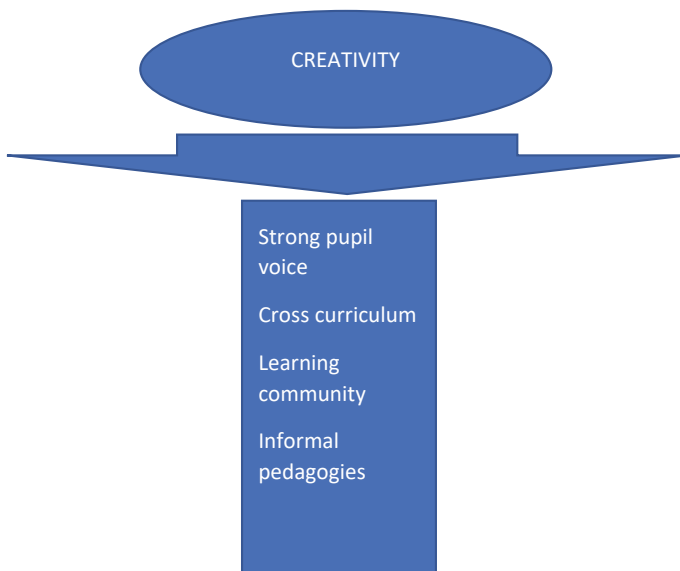 CREATIVITY
Strong pupil
voice
Cross curriculum
Learning
community
Informal
pedagogies